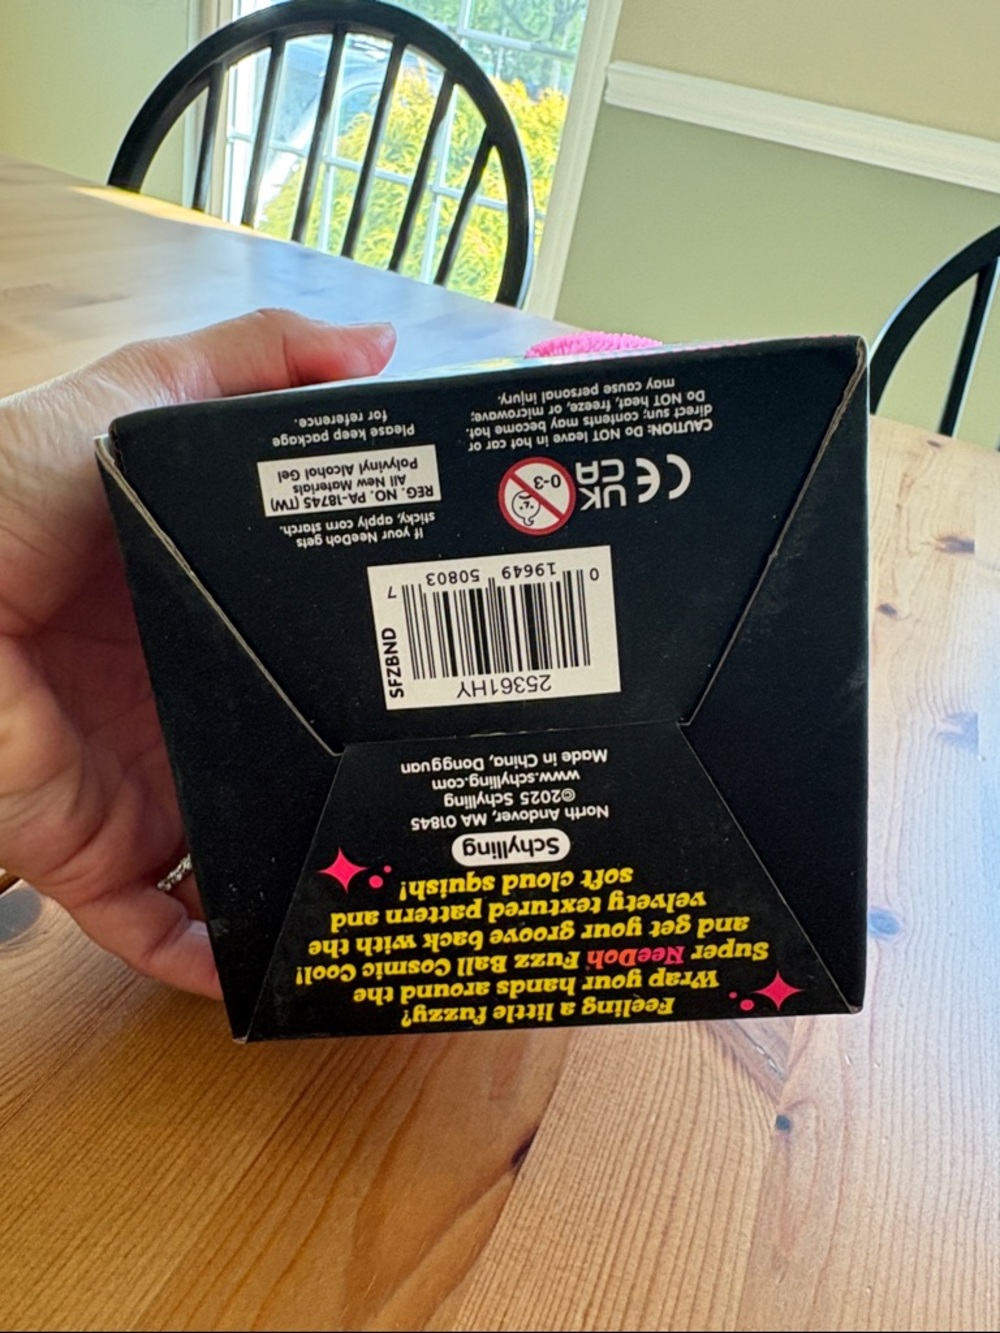 Feeling a little fuzzy?
Wrap your hands around the
Super NeeDoh Fuzz Ball Cosmic Cool!!
and get your groove back with the
velvety textured pattern and
soft cloud squish!
Schylling
North Andover, MA 01845
©2025 Schylling
www.schylling.com
Made in China, Dongguan
25361HY
SFZBND
0 19649 50803 7
If your NeeDoh gets
sticky, apply corn starch.
REG. NO. PA-18745 (TW)
All New Materials
Polyvinyl Alcohol Gel
Please keep package
for reference.
CE
UK
CA
0-3
CAUTION: Do NOT leave in hot car or
direct sun; contents may become hot.
Do NOT heat, freeze, or microwave;
may cause personal injury.